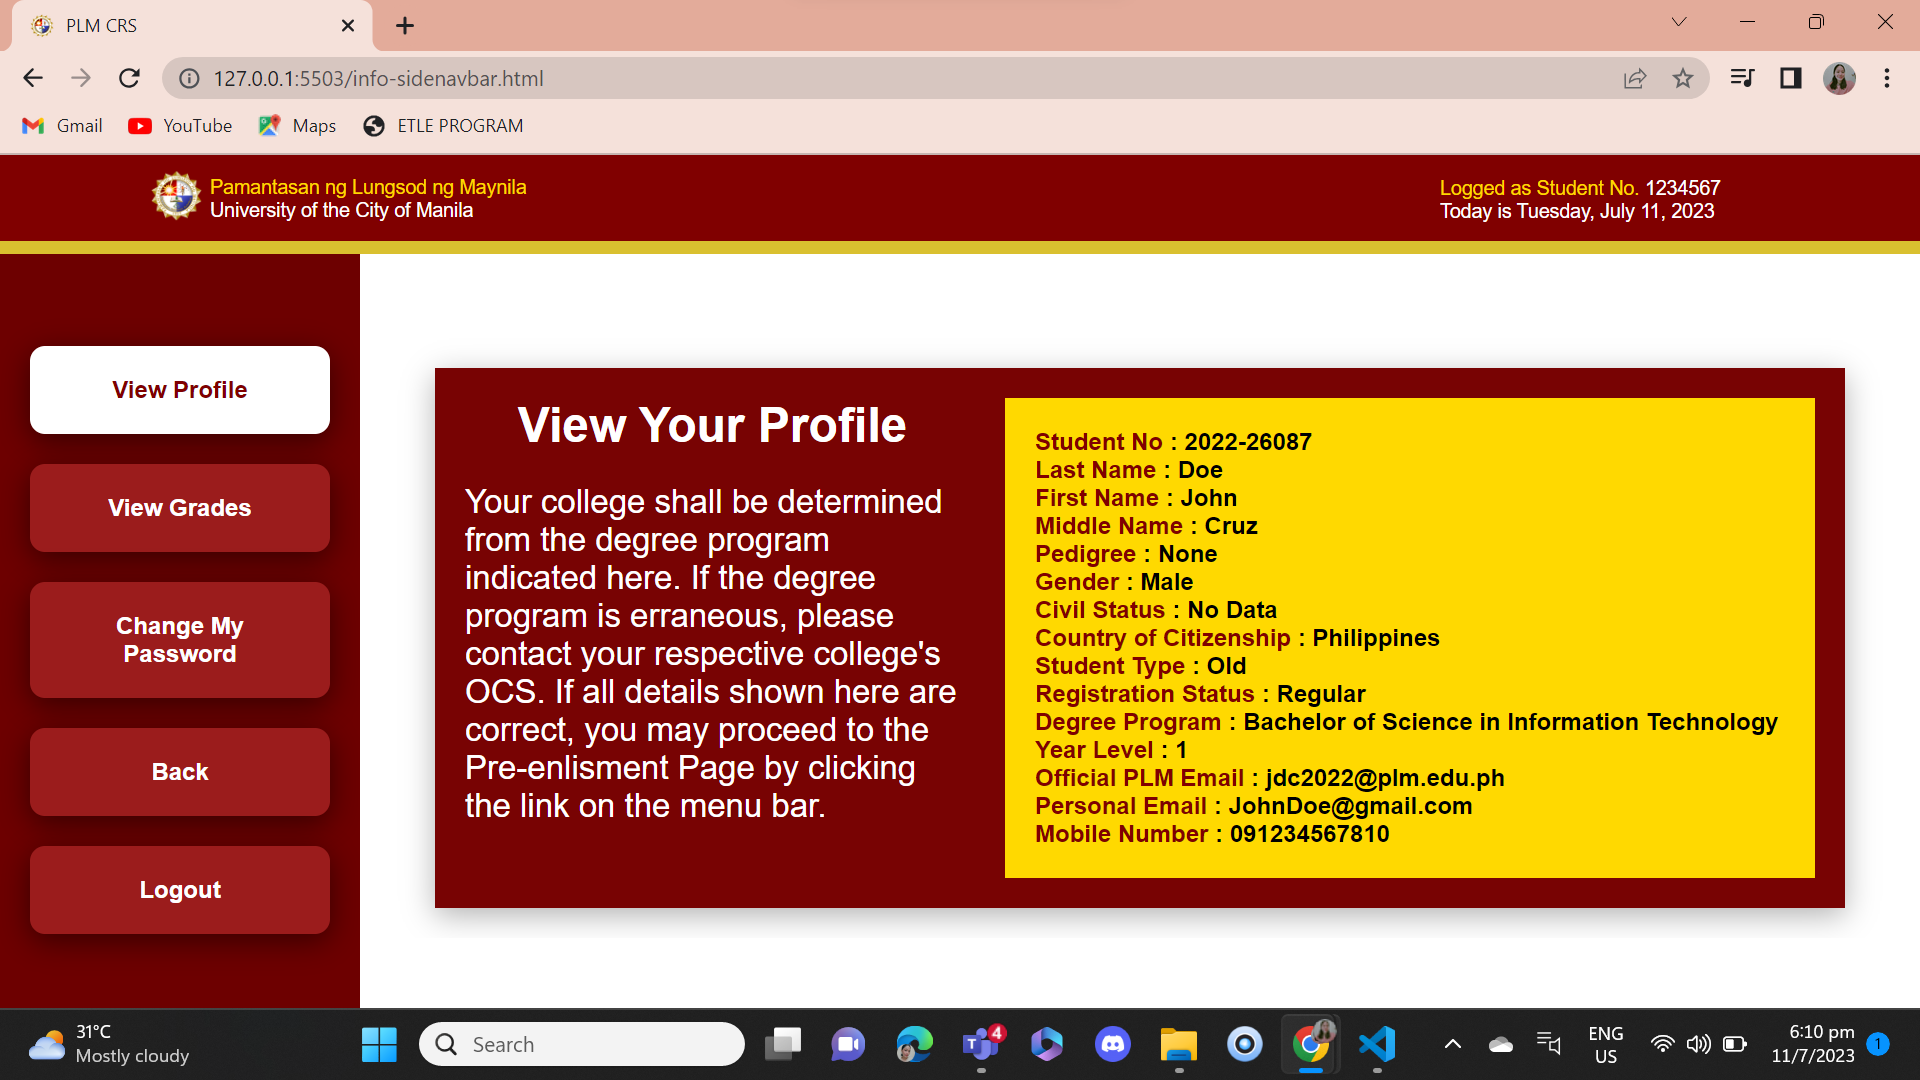 PLM CRS
127.0.0.1:5503/info-sidenavbar.html
Gmail
YouTube
Maps
ETLE PROGRAM
Pamantasan ng Lungsod ng Maynila
University of the City of Manila
Logged as Student No. 1234567
Today is Tuesday, July 11, 2023
View Profile
View Grades
Change My
Password
Back
Logout
View Your Profile
Your college shall be determined
from the degree program
indicated here. If the degree
program is erraneous, please
contact your respective college's
OCS. If all details shown here are
correct, you may proceed to the
Pre-enlisment Page by clicking
the link on the menu bar.
Student No : 2022-26087
Last Name : Doe
First Name : John
Middle Name : Cruz
Pedigree : None
Gender : Male
Civil Status : No Data
Country of Citizenship : Philippines
Student Type : Old
Registration Status : Regular
Degree Program : Bachelor of Science in Information Technology
Year Level : 1
Official PLM Email : jdc2022@plm.edu.ph
Personal Email : JohnDoe@gmail.com
Mobile Number : 091234567810
31°C
Mostly cloudy
Search
4
ENG
US
6:10 pm
11/7/2023
1